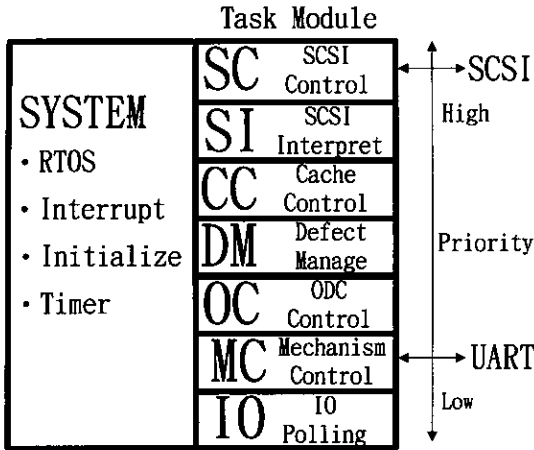 Task Module
SYSTEM
・RTOS
・Interrupt
・Initialize
・Timer
SC SCSI Control
SI SCSI Interpret
CC Cache Control
DM Defect Manage
OC ODC Control
MC Mechanism Control
IO IO Polling
SCSI
High
Priority
UART
Low